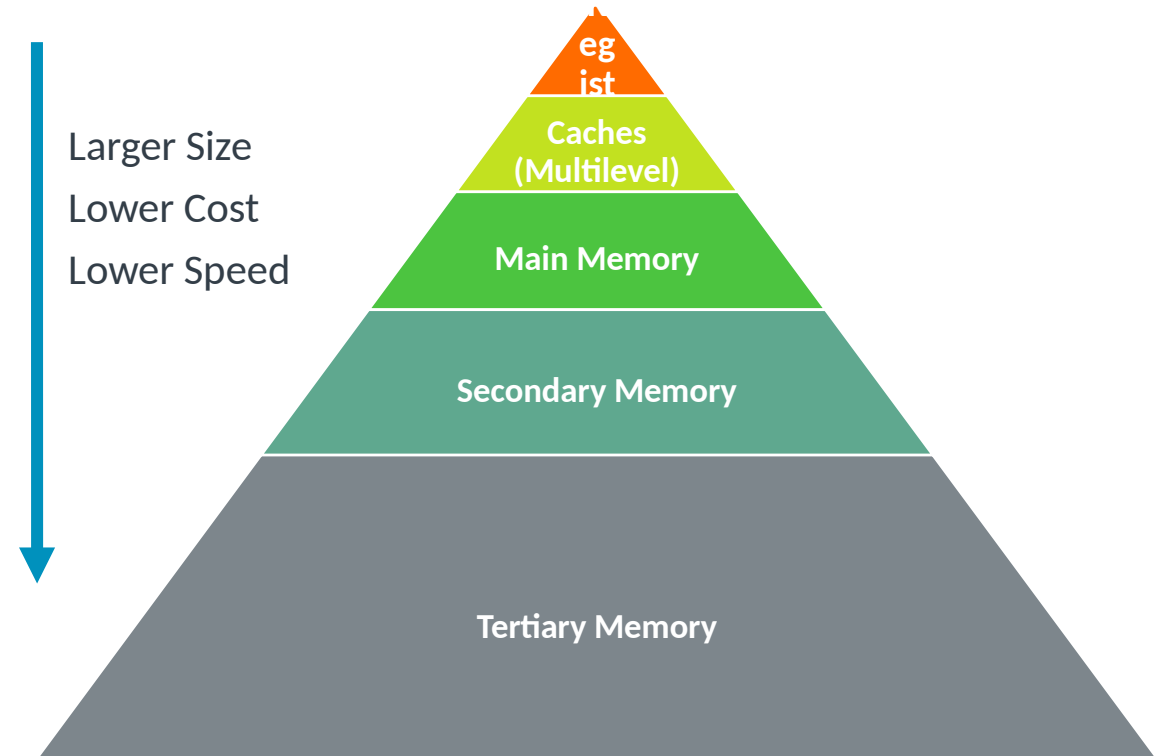 eg
ist
Caches
(Multilevel)
Larger Size
Lower Cost
Lower Speed
Main Memory
Secondary Memory
Tertiary Memory